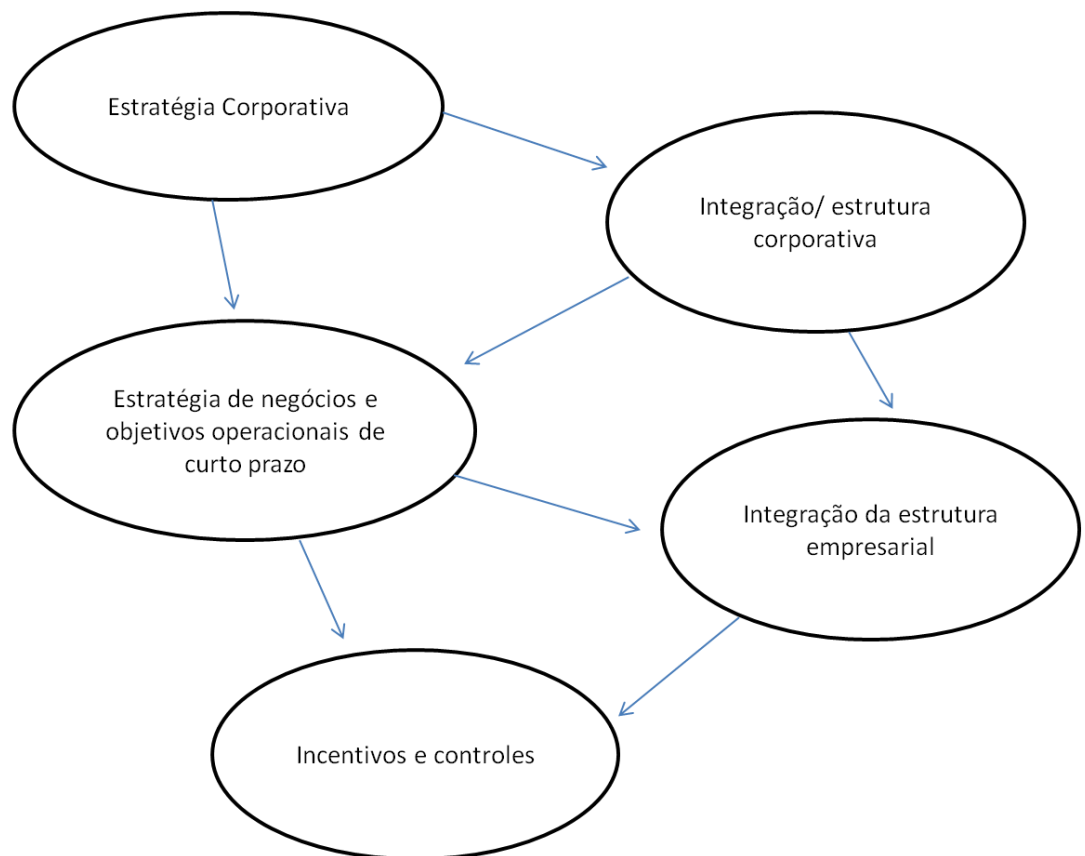 Estratégia Corporativa
Integração/ estrutura
corporativa
Estratégia de negócios e
objetivos operacionais de
curto prazo
Integração da estrutura
empresarial
Incentivos e controles